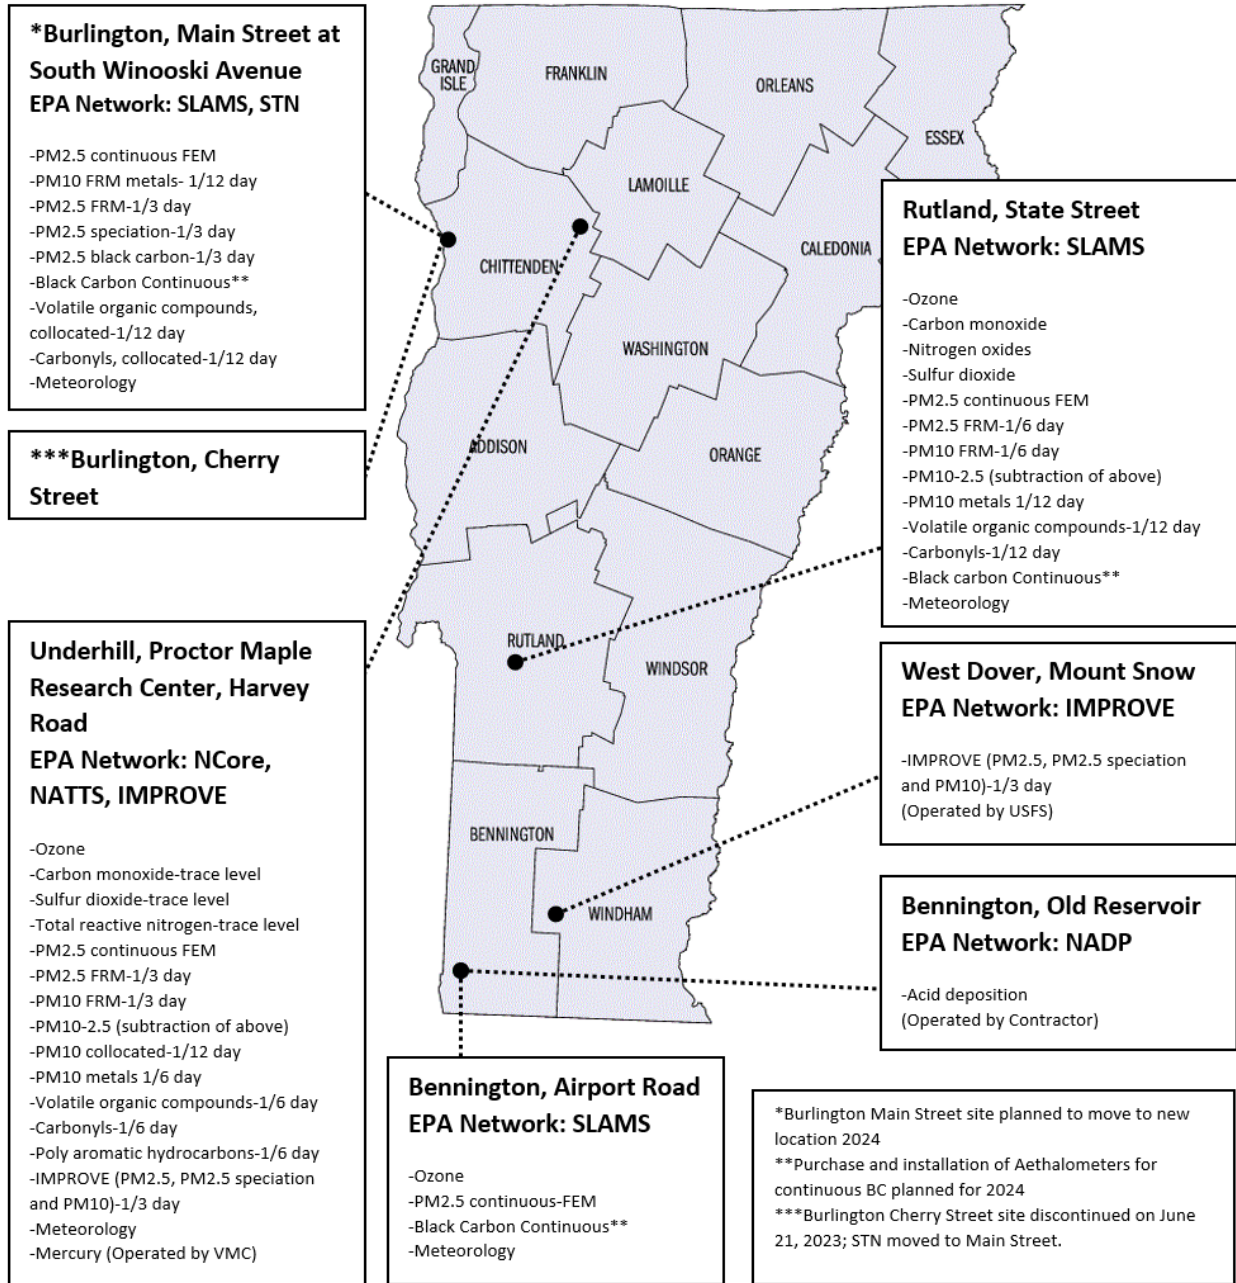 *Burlington, Main Street at
South Winooski Avenue
EPA Network: SLAMS, STN
-PM2.5 continuous FEM
-PM10 FRM metals- 1/12 day
-PM2.5 FRM-1/3 day
-PM2.5 speciation-1/3 day
-PM2.5 black carbon-1/3 day
-Black Carbon Continuous**
-Volatile organic compounds,
collocated-1/12 day
-Carbonyls, collocated-1/12 day
-Meteorology
***Burlington, Cherry
Street
Underhill, Proctor Maple
Research Center, Harvey
Road
EPA Network: NCore,
NATTS, IMPROVE
-Ozone
-Carbon monoxide-trace level
-Sulfur dioxide-trace level
-Total reactive nitrogen-trace level
-PM2.5 continuous FEM
-PM2.5 FRM-1/3 day
-PM10 FRM-1/3 day
-PM10-2.5 (subtraction of above)
-PM10 collocated-1/12 day
-PM10 metals 1/6 day
-Volatile organic compounds-1/6 day
-Carbonyls-1/6 day
-Poly aromatic hydrocarbons-1/6 day
-IMPROVE (PM2.5, PM2.5 speciation
and PM10)-1/3 day
-Meteorology
-Mercury (Operated by VMC)
GRAND
ISLE
FRANKLIN
ORLEANS
ESSEX
LAMOILLE
CALEDONIA
CHITTENDEN
WASHINGTON
ADDISON
ORANGE
RUTLAND
WINDSOR
BENNINGTON
WINDHAM
Rutland, State Street
EPA Network: SLAMS
-Ozone
-Carbon monoxide
-Nitrogen oxides
-Sulfur dioxide
-PM2.5 continuous FEM
-PM2.5 FRM-1/6 day
-PM10 FRM-1/6 day
-PM10-2.5 (subtraction of above)
-PM10 metals 1/12 day
-Volatile organic compounds-1/12 day
-Carbonyls-1/12 day
-Black carbon Continuous**
-Meteorology
West Dover, Mount Snow
EPA Network: IMPROVE
-IMPROVE (PM2.5, PM2.5 speciation
and PM10)-1/3 day
(Operated by USFS)
Bennington, Old Reservoir
EPA Network: NADP
-Acid deposition
(Operated by Contractor)
Bennington, Airport Road
EPA Network: SLAMS
-Ozone
-PM2.5 continuous-FEM
-Black Carbon Continuous**
-Meteorology
*Burlington Main Street site planned to move to new
location 2024
**Purchase and installation of Aethalometers for
continuous BC planned for 2024
***Burlington Cherry Street site discontinued on June
21, 2023; STN moved to Main Street.